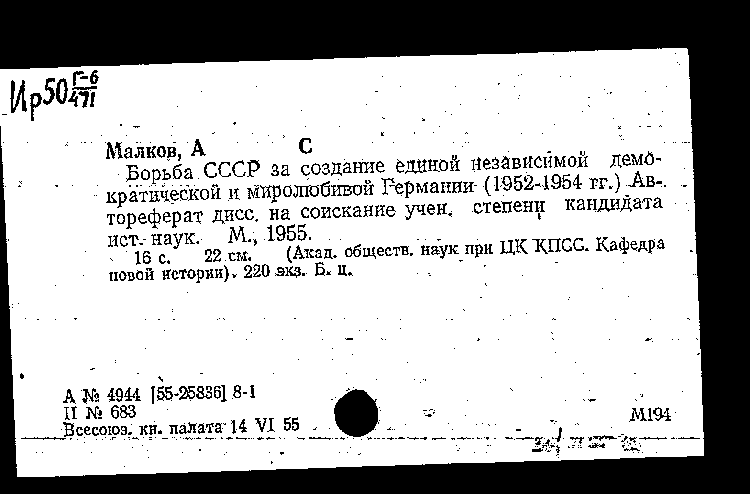 Ир50 Г-6/471
Малков, А С
Борьба СССР за создание единой независимой демо-
кратической и миролюбивой Германии (1952-1954 гг.) Ав-
тореферат дисс. на соискание учен. степени кандидата
ист. наук. М., 1955.
16 с. 22 см. (Акад. обществ. наук при ЦК КПСС. Кафедра
новой истории). 220 экз. Б. ц.
А № 4944 [55-25836] 8-1
П № 683
Всесоюз. кн. палата 14 VI 55
М194